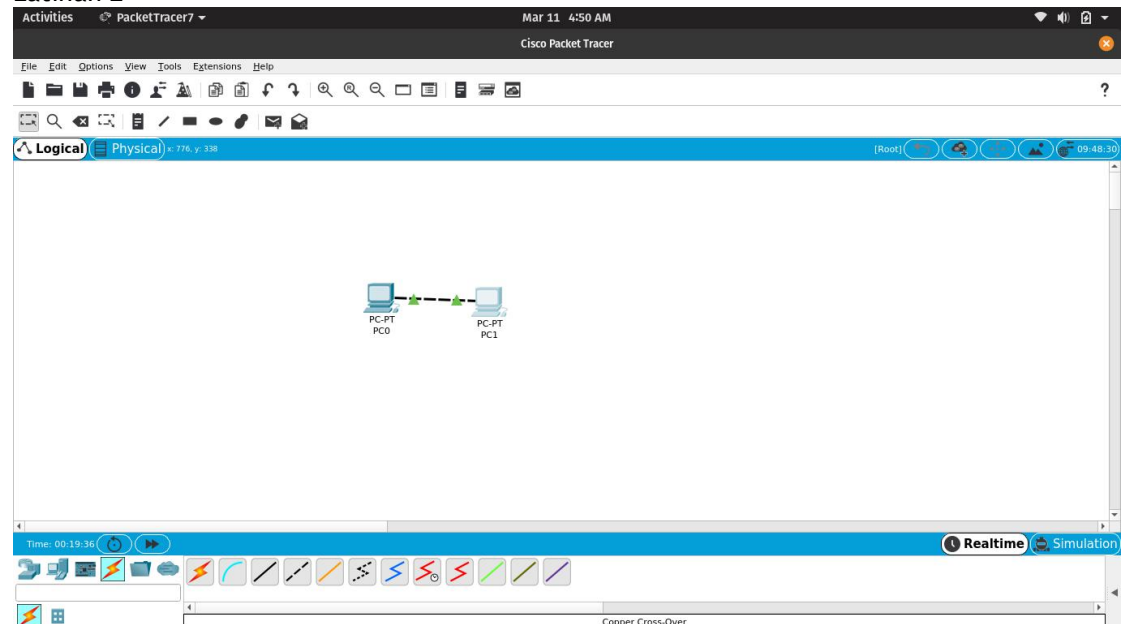 Activities PacketTracer7 Mar 11 4:50 AM
Cisco Packet Tracer
File Edit Options View Tools Extensions Help
?
Logical Physical x: 776, y: 338 [Root] 09:48:30
PC-PT
PC0
PC-PT
PC1
Time: 00:19:36 Realtime Simulation
Copper Cross-Over